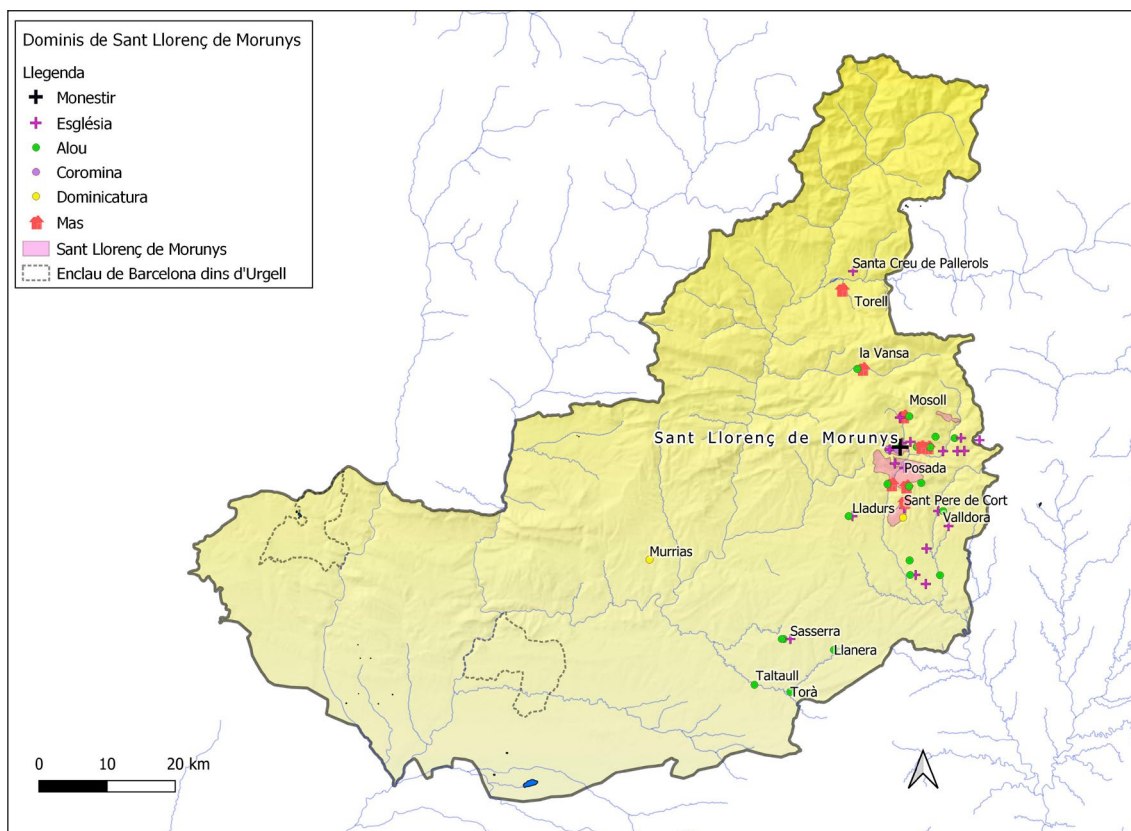 Dominis de Sant Llorenç de Morunys
Llegenda
Monestir
Església
Alou
Coromina
Dominicatura
Mas
Sant Llorenç de Morunys
Enclau de Barcelona dins d'Urgell
Santa Creu de Pallerols
Torell
la Vansa
Mosoll
Sant Llorenç de Morunys
Posada
Sant Pere de Cort
Lladurs
Valldora
Murrias
Sasserra
Llanera
Taltaull
Torà
0 10 20 km